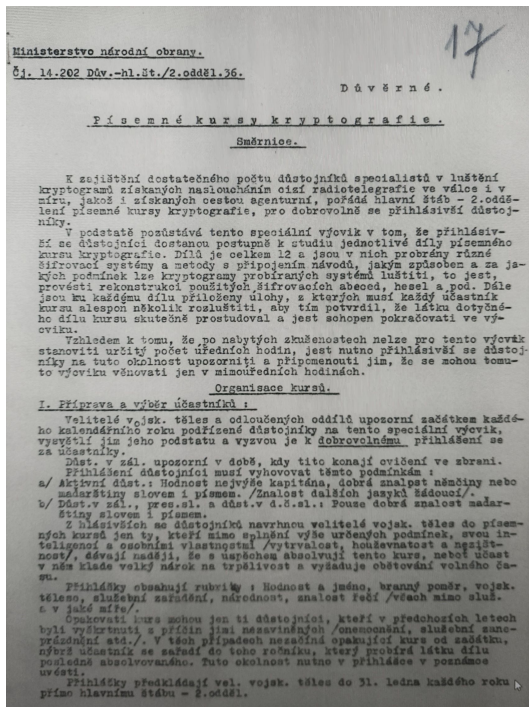 17
Ministerstvo národní obrany.
Čj. 14.202 Dův.-hl.št./2.odděl.36.
Důvěrné.
Písemné kursy kryptografie.
Směrnice.
K zajištění dostatečného počtu důstojníků specialistů v luštění
kryptogramů získaných nasloucháním cizí radiotelegrafie ve válce i v
míru, jakož i získaných cestou agenturní, pořádá hlavní štáb - 2.oddě-
lení písemné kursy kryptografie, pro dobrovolně se přihlásivší důstoj-
níky.
V podstatě pozůstává tento speciální výcvik v tom, že přihlásiv-
ší se důstojníci dostanou postupně k studiu jednotlivé díly písemného
kursu kryptografie. Dílů je celkem 12 a jsou v nich probrány různé
šifrovací systémy a metody s připojením návodů, jakým způsobem a za ja-
kých podmínek lze kryptogramy probíraných systémů luštiti, to jest,
provésti rekonstrukci použitých šifrovacích abeced, hesel a pod. Dále
jsou ku každému dílu přiloženy úlohy, z kterých musí každý účastník
kursu alespon několik rozluštiti, aby tím potvrdil, že látku dotyčné-
ho dílu kursu skutečně prostudoval a jest schopen pokračovati ve vý-
cviku.
Vzhledem k tomu, že po nabytých zkušenostech nelze pro tento výcvik
stanoviti určitý počet úředních hodin, jest nutno přihlásivší se důstoj-
níky na tuto okolnost upozorniti a připomenouti jim, že se mohou tomu-
to výcviku věnovati jen v mimoúředních hodinách.
Organisace kursů.
I. Příprava a výběr účastníků :
Velitelé vojsk. těles a odloučených oddílů upozorní začátkem každé-
ho kalendářního roku podřízené důstojníky na tento speciální výcvik,
vysvětlí jim jeho podstatu a vyzvou je k dobrovolnému přihlášení se
za účastníky.
Důst. v zál. upozorní v době, kdy tito konají cvičení ve zbrani.
Přihlášení důstojníci musí vyhovovat těmto podmínkám :
a/ Aktivní důst.: Hodnost nejvýše kapitána, dobrá znalost němčiny nebo
maďarštiny slovem i písmem. /Znalost dalších jazyků žádoucí/.
b/ Důst.v zál., pres.sl. a důst.v d.č.sl.: Pouze dobrá znalost maďar-
štiny slovem i písmem.
Z hlásivších se důstojníků navrhnou velitelé vojsk. těles do písem-
ných kursů jen ty, kteří mimo splnění výše určených podmínek, svou in-
teligencí a osobními vlastnostmi /vytrvalost, houževnatost a nezišt-
nost/, dávají naději, že s úspěchem absolvují tento kurs, neboť účast
v něm klade velký nárok na trpělivost a vyžaduje obětování volného ča-
su.
Přihlášky obsahují rubriky : Hodnost a jméno, branný poměr, vojsk.
těleso, služební zařadění, národnost, znalost řečí /všech mimo sluš.
a v jaké míře/.
Opakovati kurs mohou jen ti důstojníci, kteří v předchozích letech
byli vyškrtnuti s příčin jimi nezaviněných /onemocnění, služební zane-
prázdnění atd./. V těch případech nezačíná opakující kurs od začátku,
nýbrž účastník se zařadí do toho ročníku, který probírá látku dílu
posledně absolvovaného. Tuto okolnost nutno v přihlášce v poznámce
uvésti.
Přihlášky předkládají vel. vojsk. těles do 31. ledna každého roku
přímo hlavnímu štábu - 2.odděl.